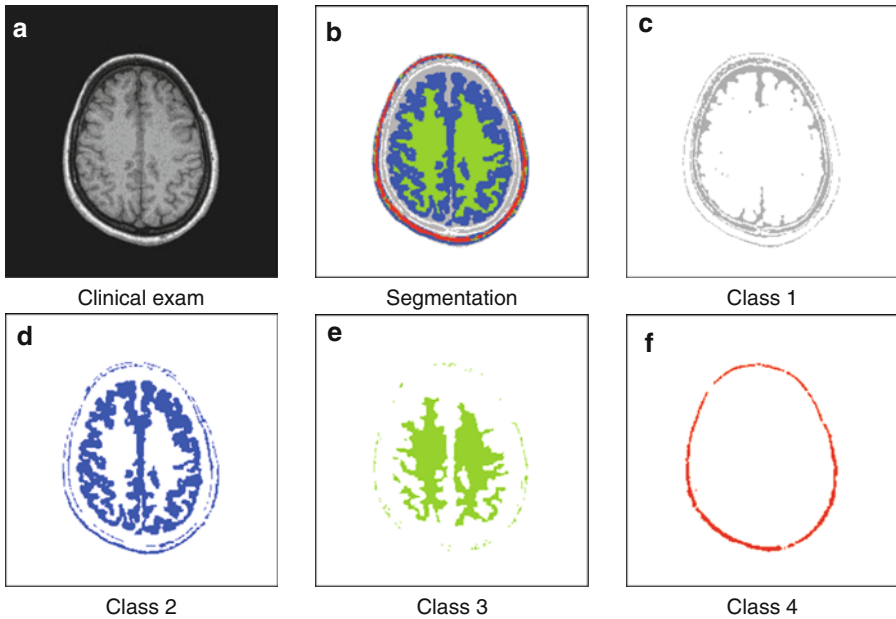 a
b
c
Clinical exam
Segmentation
Class 1
d
e
f
Class 2
Class 3
Class 4